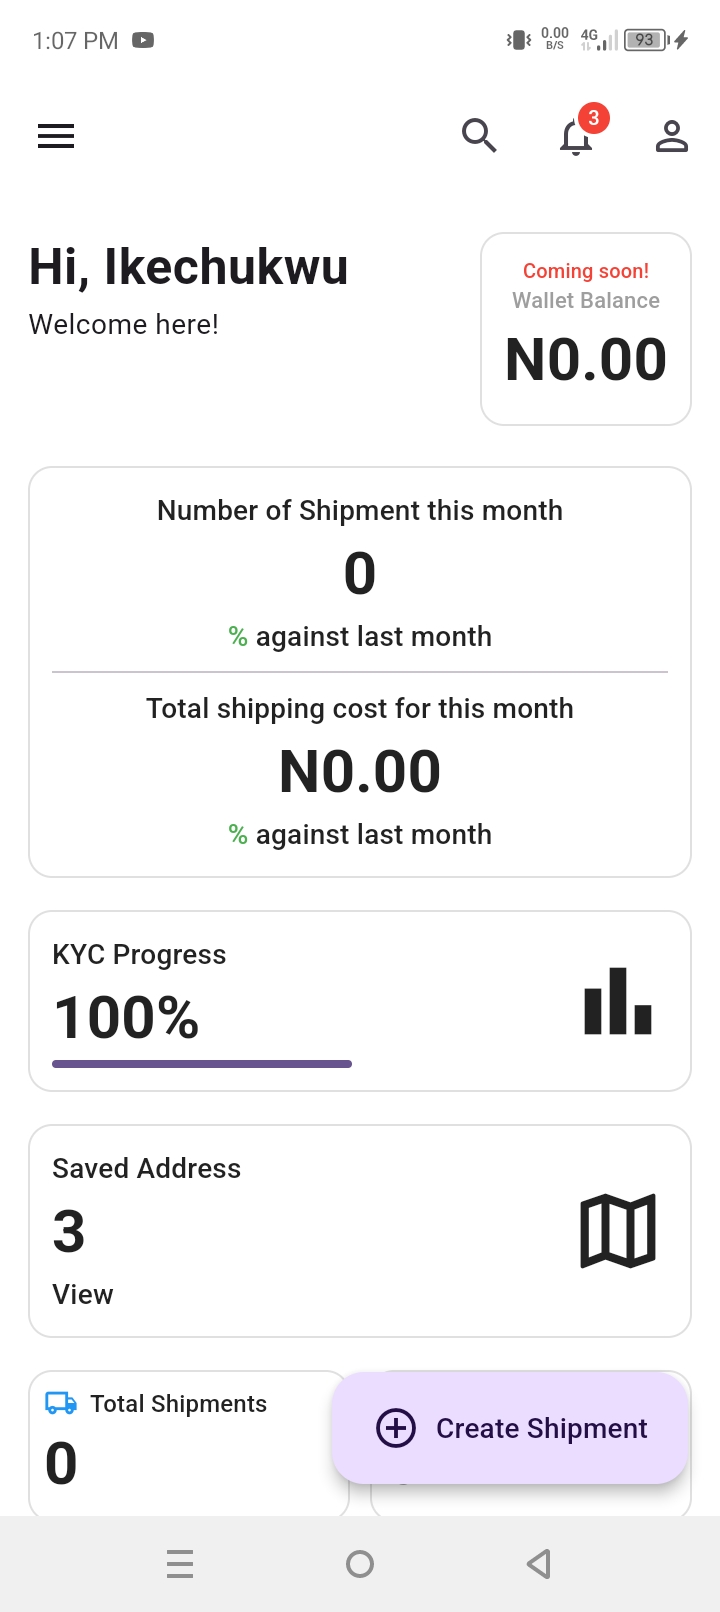 1:07 PM
0.00
B/S
4G
93
3
Hi, Ikechukwu
Welcome here!
Coming soon!
Wallet Balance
N0.00
Number of Shipment this month
0
% against last month
Total shipping cost for this month
N0.00
% against last month
KYC Progress
100%
Saved Address
3
View
Total Shipments
0
Create Shipment